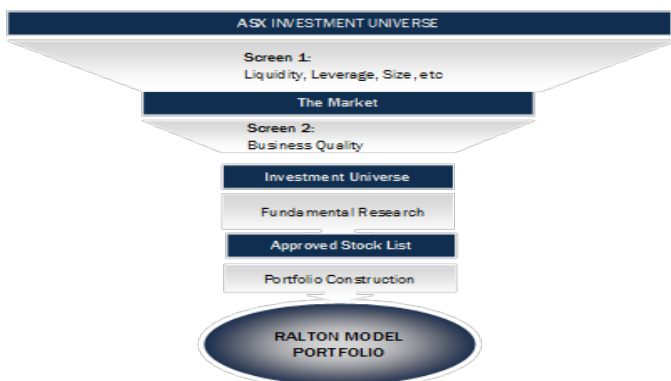 ASX INVESTMENT UNIVERSE
Screen 1:
Liquidity, Leverage, Size, etc
The Market
Screen 2:
Business Quality
Investment Universe
Fundamental Research
Approved Stock List
Portfolio Construction
RALTON MODEL
PORTFOLIO